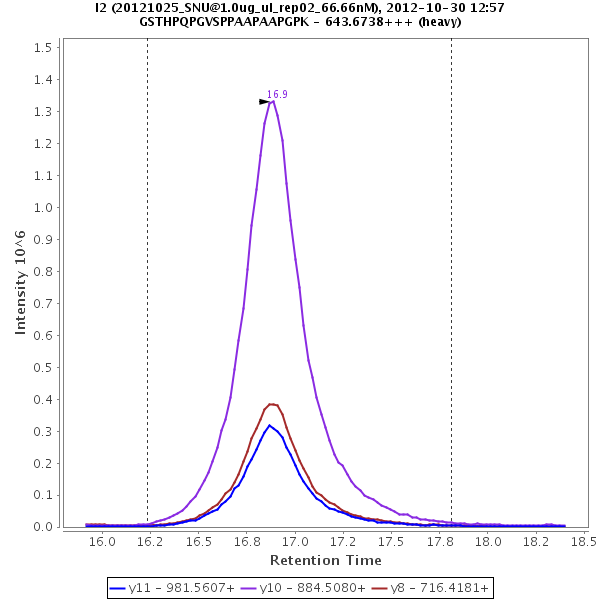 I2 (20121025_SNU@1.0ug_ul_rep02_66.66nM), 2012-10-30 12:57
GSTHPQPGVSPPAAPAAPGPK - 643.6738+++ (heavy)
16.9
1.5
1.4
1.3
1.2
1.1
1.0
0.9
0.8
0.7
0.6
0.5
0.4
0.3
0.2
0.1
0.0
Intensity 10^6
16.0 16.2 16.5 16.8 17.0 17.2 17.5 17.8 18.0 18.2 18.5
Retention Time
y11 - 981.5607+ y10 - 884.5080+ y8 - 716.4181+